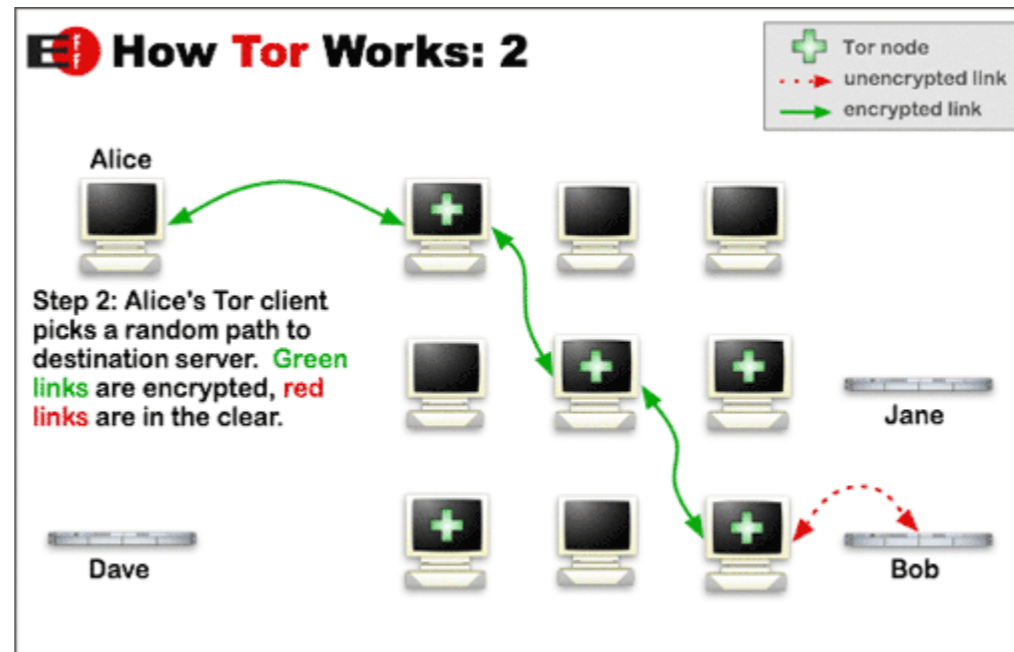 EFF How Tor Works: 2
Tor node
unencrypted link
encrypted link
Alice
Step 2: Alice's Tor client
picks a random path to
destination server. Green
links are encrypted, red
links are in the clear.
Jane
Dave
Bob